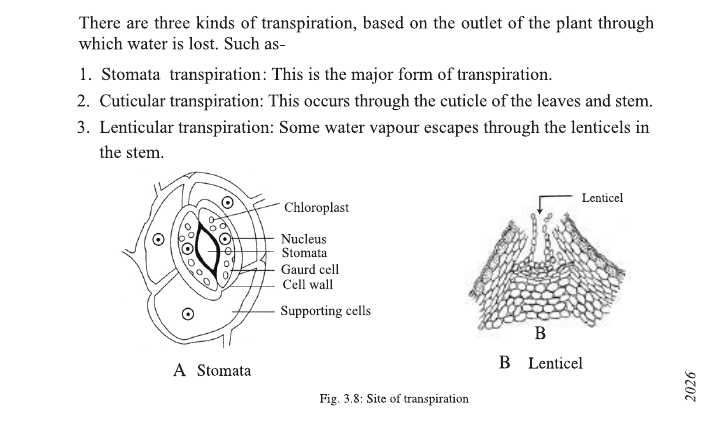 There are three kinds of transpiration, based on the outlet of the plant through
which water is lost. Such as-
1. Stomata transpiration: This is the major form of transpiration.
2. Cuticular transpiration: This occurs through the cuticle of the leaves and stem.
3. Lenticular transpiration: Some water vapour escapes through the lenticels in
the stem.
Chloroplast
Nucleus
Stomata
Gaurd cell
Cell wall
Supporting cells
A Stomata
Lenticel
B
B Lenticel
Fig. 3.8: Site of transpiration
2026